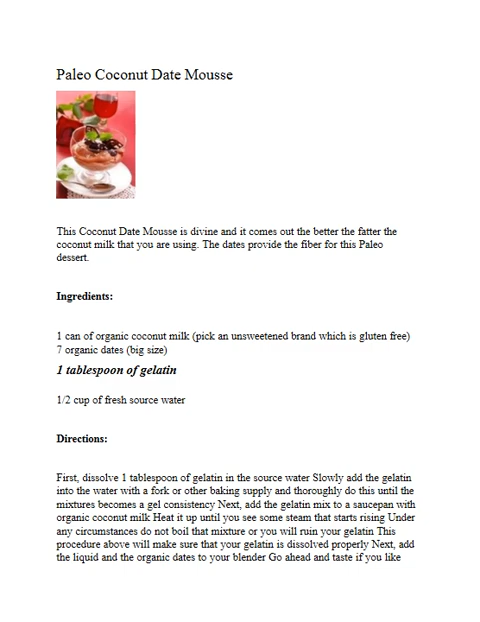 Paleo Coconut Date Mousse
This Coconut Date Mousse is divine and it comes out the better the fatter the
coconut milk that you are using. The dates provide the fiber for this Paleo
dessert.
Ingredients:
1 can of organic coconut milk (pick an unsweetened brand which is gluten free)
7 organic dates (big size)
1 tablespoon of gelatin
1/2 cup of fresh source water
Directions:
First, dissolve 1 tablespoon of gelatin in the source water Slowly add the gelatin
into the water with a fork or other baking supply and thoroughly do this until the
mixtures becomes a gel consistency Next, add the gelatin mix to a saucepan with
organic coconut milk Heat it up until you see some steam that starts rising Under
any circumstances do not boil that mixture or you will ruin your gelatin This
procedure above will make sure that your gelatin is dissolved properly Next, add
the liquid and the organic dates to your blender Go ahead and taste if you like